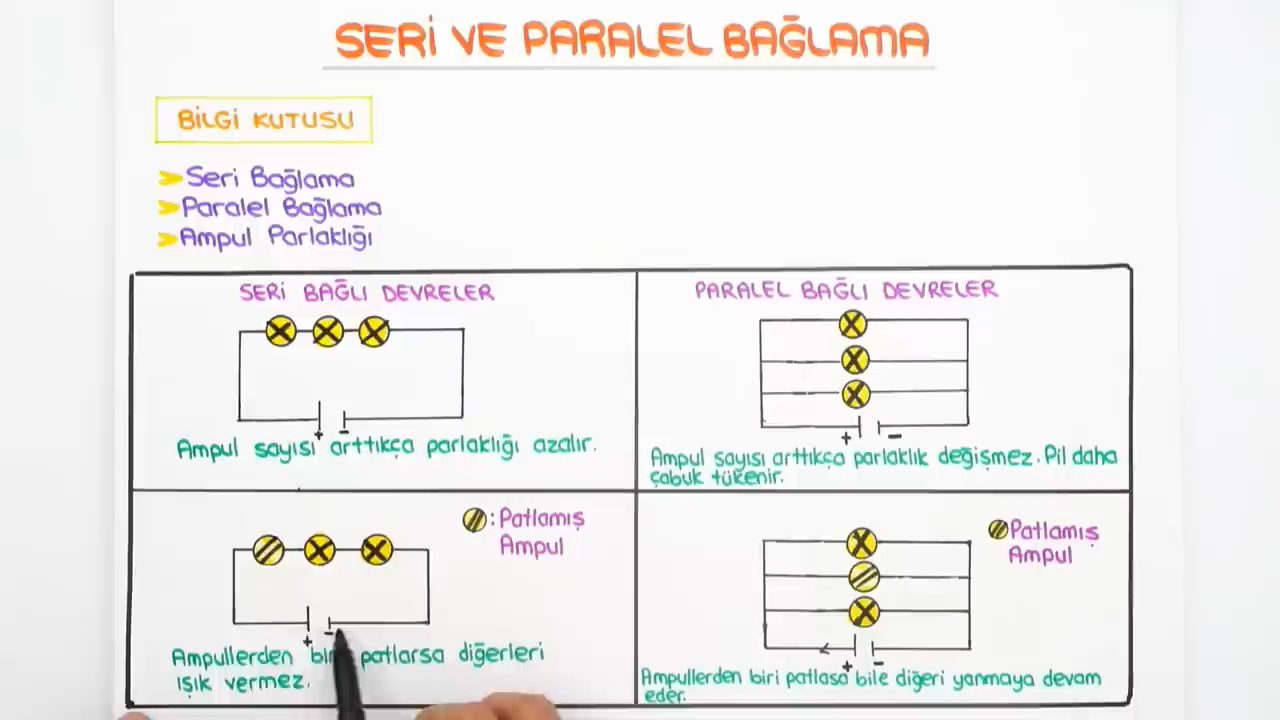 SERİ VE PARALEL BAĞLAMA
BİLGİ KUTUSU
Seri Bağlama
Paralel Bağlama
Ampul Parlaklığı
SERİ BAĞLI DEVRELER
+ -
Ampul sayısı arttıkça parlaklığı azalır.
PARALEL BAĞLI DEVRELER
+ -
Ampul sayısı arttıkça parlaklık değişmez. Pil daha
çabuk tükenir.
: Patlamış
Ampul
+ -
Ampullerden biri patlarsa diğerleri
ışık vermez.
Patlamış
Ampul
+ -
Ampullerden biri patlasa bile diğeri yanmaya devam
eder.